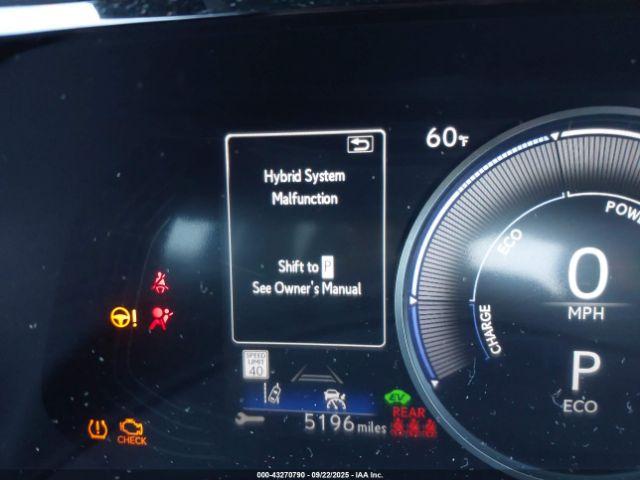 60°F
Hybrid System
Malfunction
Shift to P
See Owner's Manual
POWE
ECO
CHARGE
0
MPH
P
ECO
SPEED
LIMIT
40
EV
REAR
5196 miles
!
CHECK
000-43270790 - 09/22/2025 - IAA Inc.